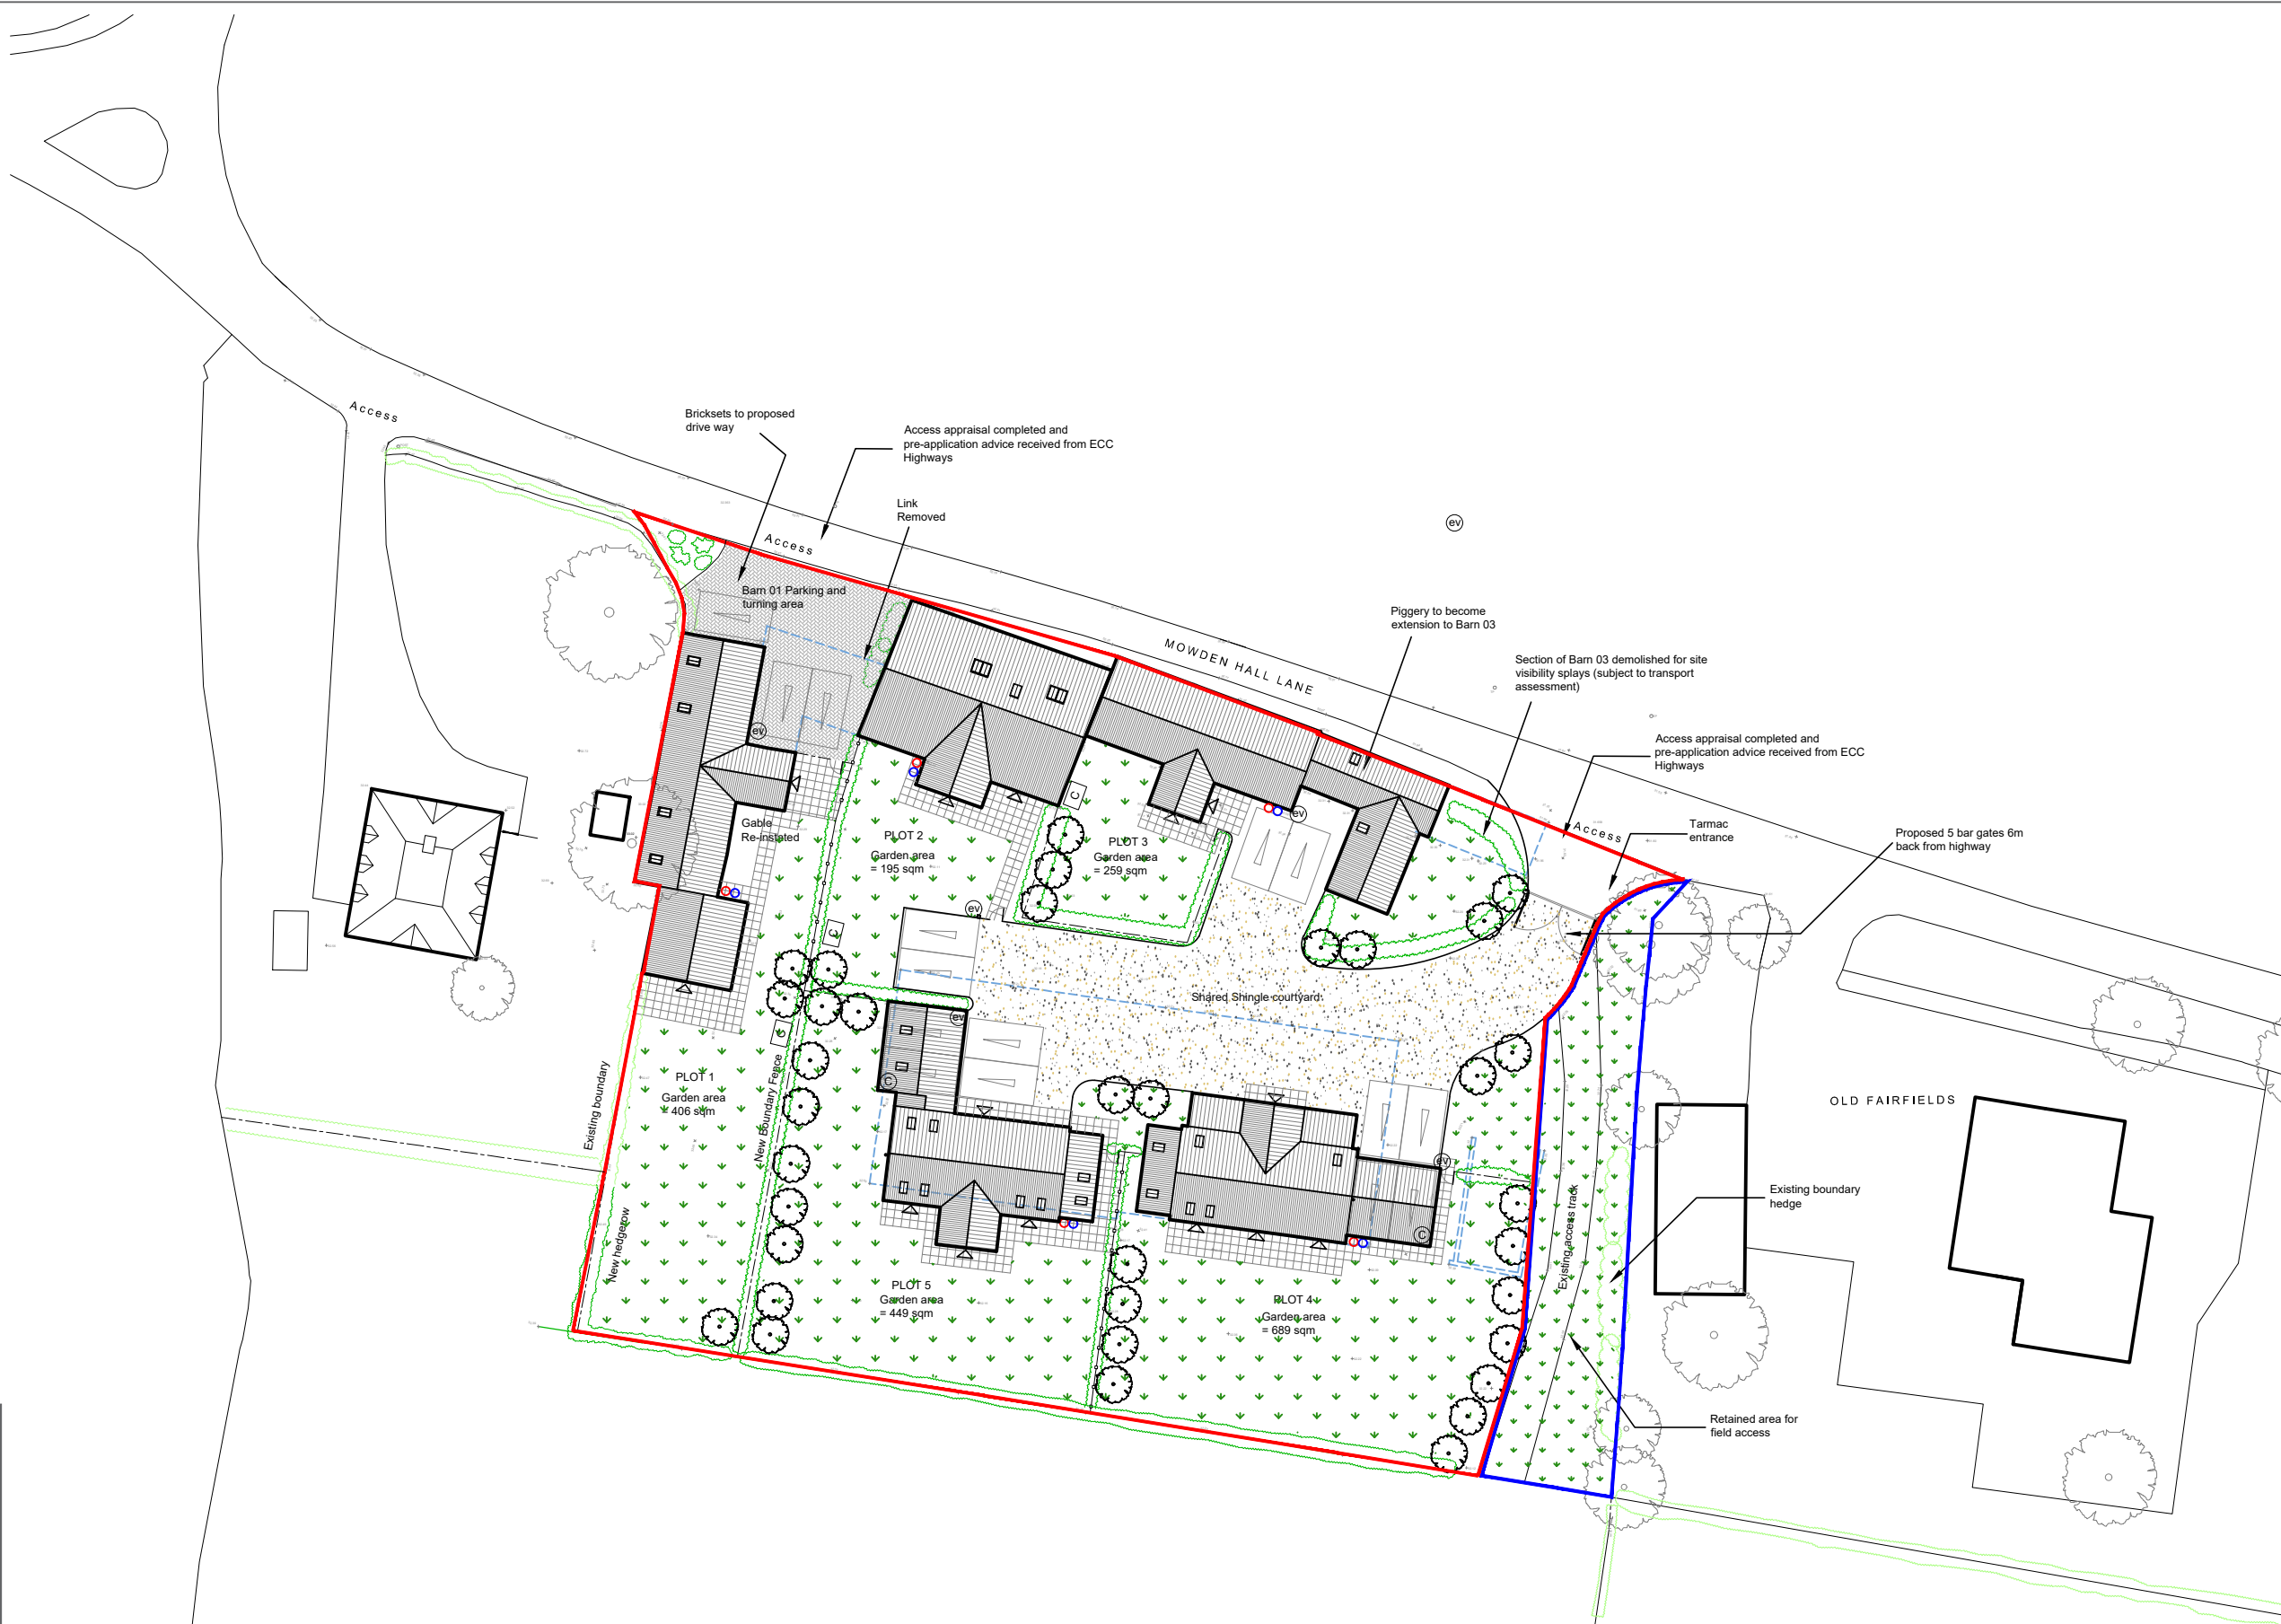 Access
Bricksets to proposed
drive way
Access appraisal completed and
pre-application advice received from ECC
Highways
Link
Removed
ev
Access
Barn 01 Parking and
turning area
Piggery to become
extension to Barn 03
MOWDEN HALL LANE
Section of Barn 03 demolished for site
visibility splays (subject to transport
assessment)
Access appraisal completed and
pre-application advice received from ECC
Highways
ev
C
ev
Access
Tarmac
entrance
Proposed 5 bar gates 6m
back from highway
Gable
Re-instated
PLOT 2
Garden area
= 195 sqm
PLOT 3
Garden area
= 259 sqm
ev
C
Shared Shingle courtyard
ev
C
C
PLOT 1
Garden area
= 406 sqm
Existing boundary
New Boundary Fence
New hedgerow
OLD FAIRFIELDS
ev
C
Existing boundary
hedge
Existing access track
PLOT 5
Garden area
= 449 sqm
PLOT 4
Garden area
= 689 sqm
Retained area for
field access